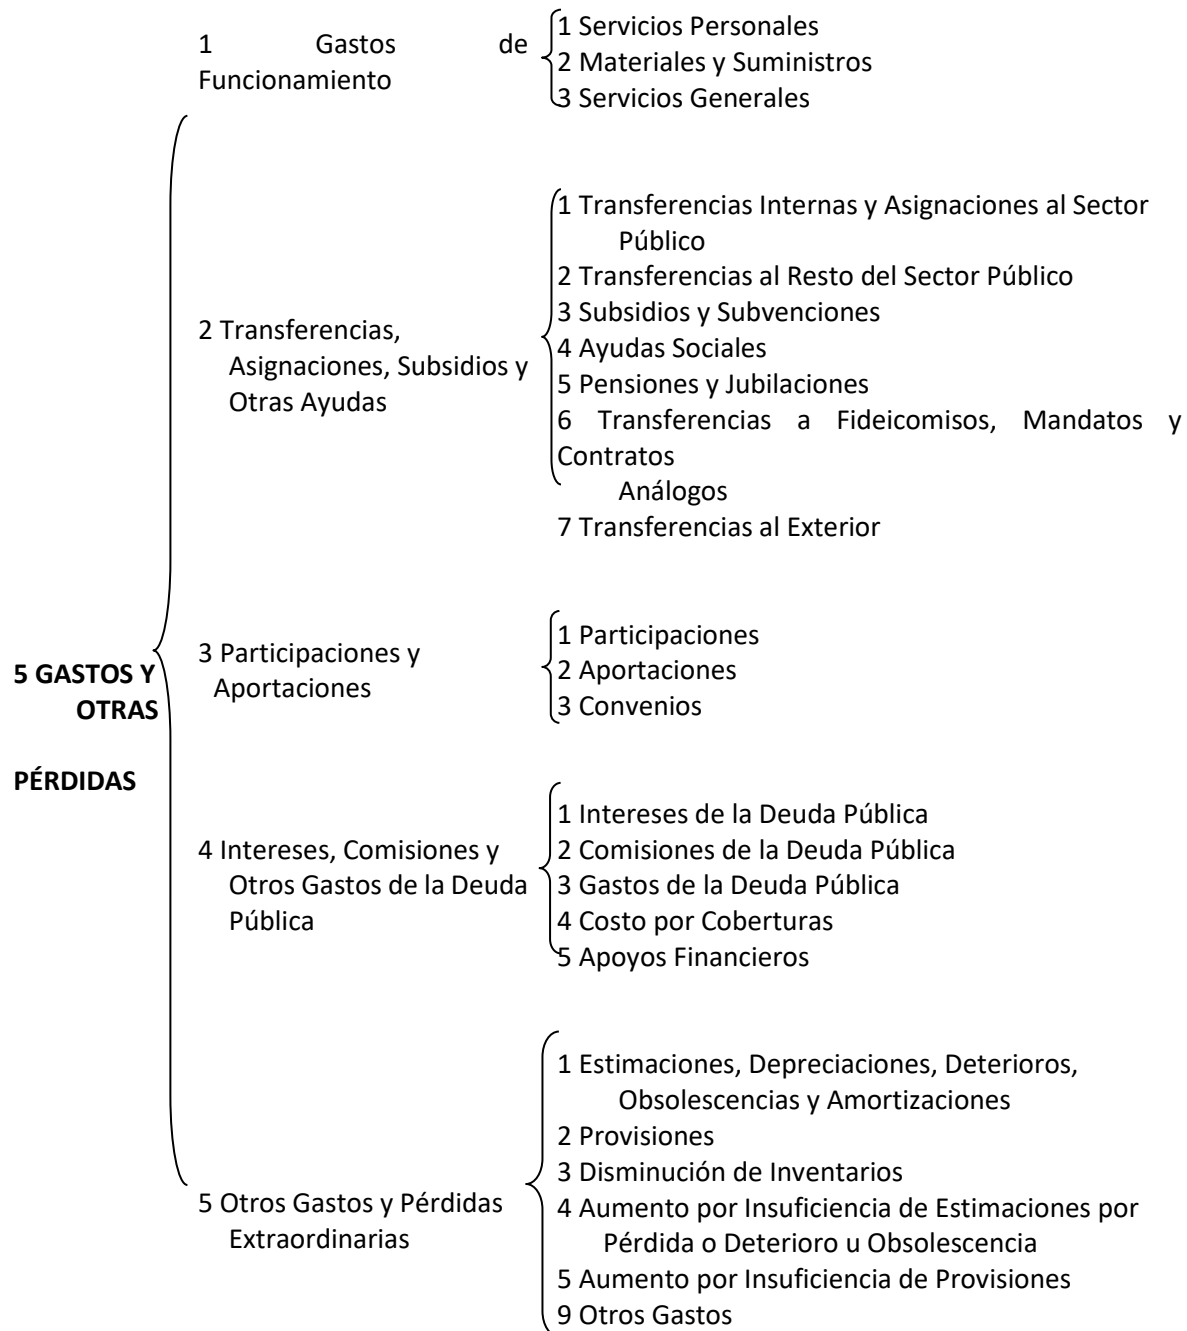 1 Gastos de
Funcionamiento
1 Servicios Personales
2 Materiales y Suministros
3 Servicios Generales
2 Transferencias,
Asignaciones, Subsidios y
Otras Ayudas
1 Transferencias Internas y Asignaciones al Sector
Público
2 Transferencias al Resto del Sector Público
3 Subsidios y Subvenciones
4 Ayudas Sociales
5 Pensiones y Jubilaciones
6 Transferencias a Fideicomisos, Mandatos y
Contratos
Análogos
7 Transferencias al Exterior
5 GASTOS Y
OTRAS
PÉRDIDAS
3 Participaciones y
Aportaciones
1 Participaciones
2 Aportaciones
3 Convenios
4 Intereses, Comisiones y
Otros Gastos de la Deuda
Pública
1 Intereses de la Deuda Pública
2 Comisiones de la Deuda Pública
3 Gastos de la Deuda Pública
4 Costo por Coberturas
5 Apoyos Financieros
5 Otros Gastos y Pérdidas
Extraordinarias
1 Estimaciones, Depreciaciones, Deterioros,
Obsolescencias y Amortizaciones
2 Provisiones
3 Disminución de Inventarios
4 Aumento por Insuficiencia de Estimaciones por
Pérdida o Deterioro u Obsolescencia
5 Aumento por Insuficiencia de Provisiones
9 Otros Gastos